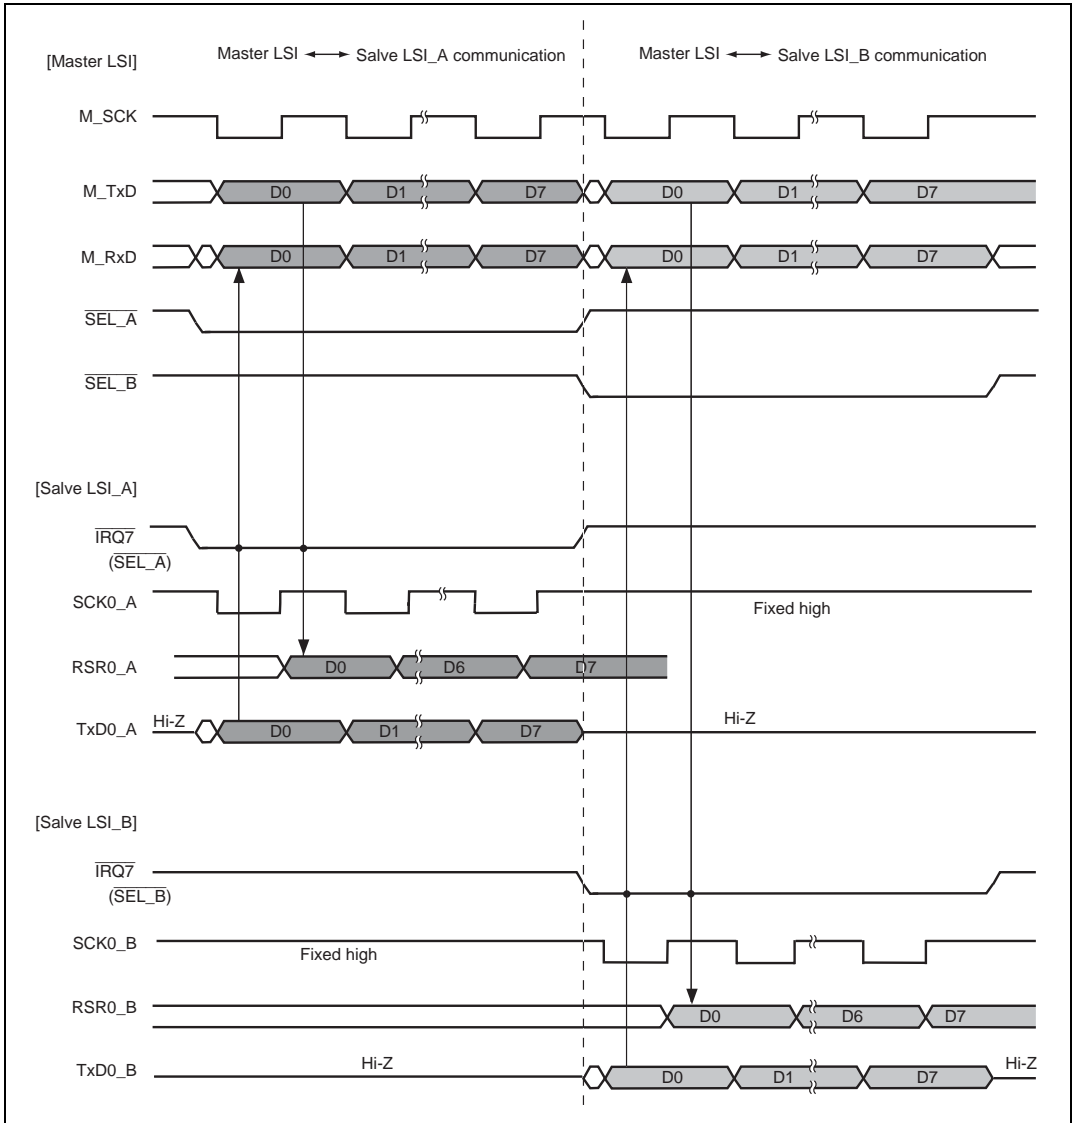 [Master LSI]
Master LSI ↔ Salve LSI_A communication
Master LSI ↔ Salve LSI_B communication
M_SCK
M_TxD D0 D1 D7 D0 D1 D7
M_RxD D0 D1 D7 D0 D1 D7
SEL_A
SEL_B
[Salve LSI_A]
IRQ7
(SEL_A)
SCK0_A Fixed high
RSR0_A D0 D6 D7
TxD0_A Hi-Z D0 D1 D7 Hi-Z
[Salve LSI_B]
IRQ7
(SEL_B)
SCK0_B Fixed high
RSR0_B D0 D6 D7
TxD0_B Hi-Z D0 D1 D7 Hi-Z